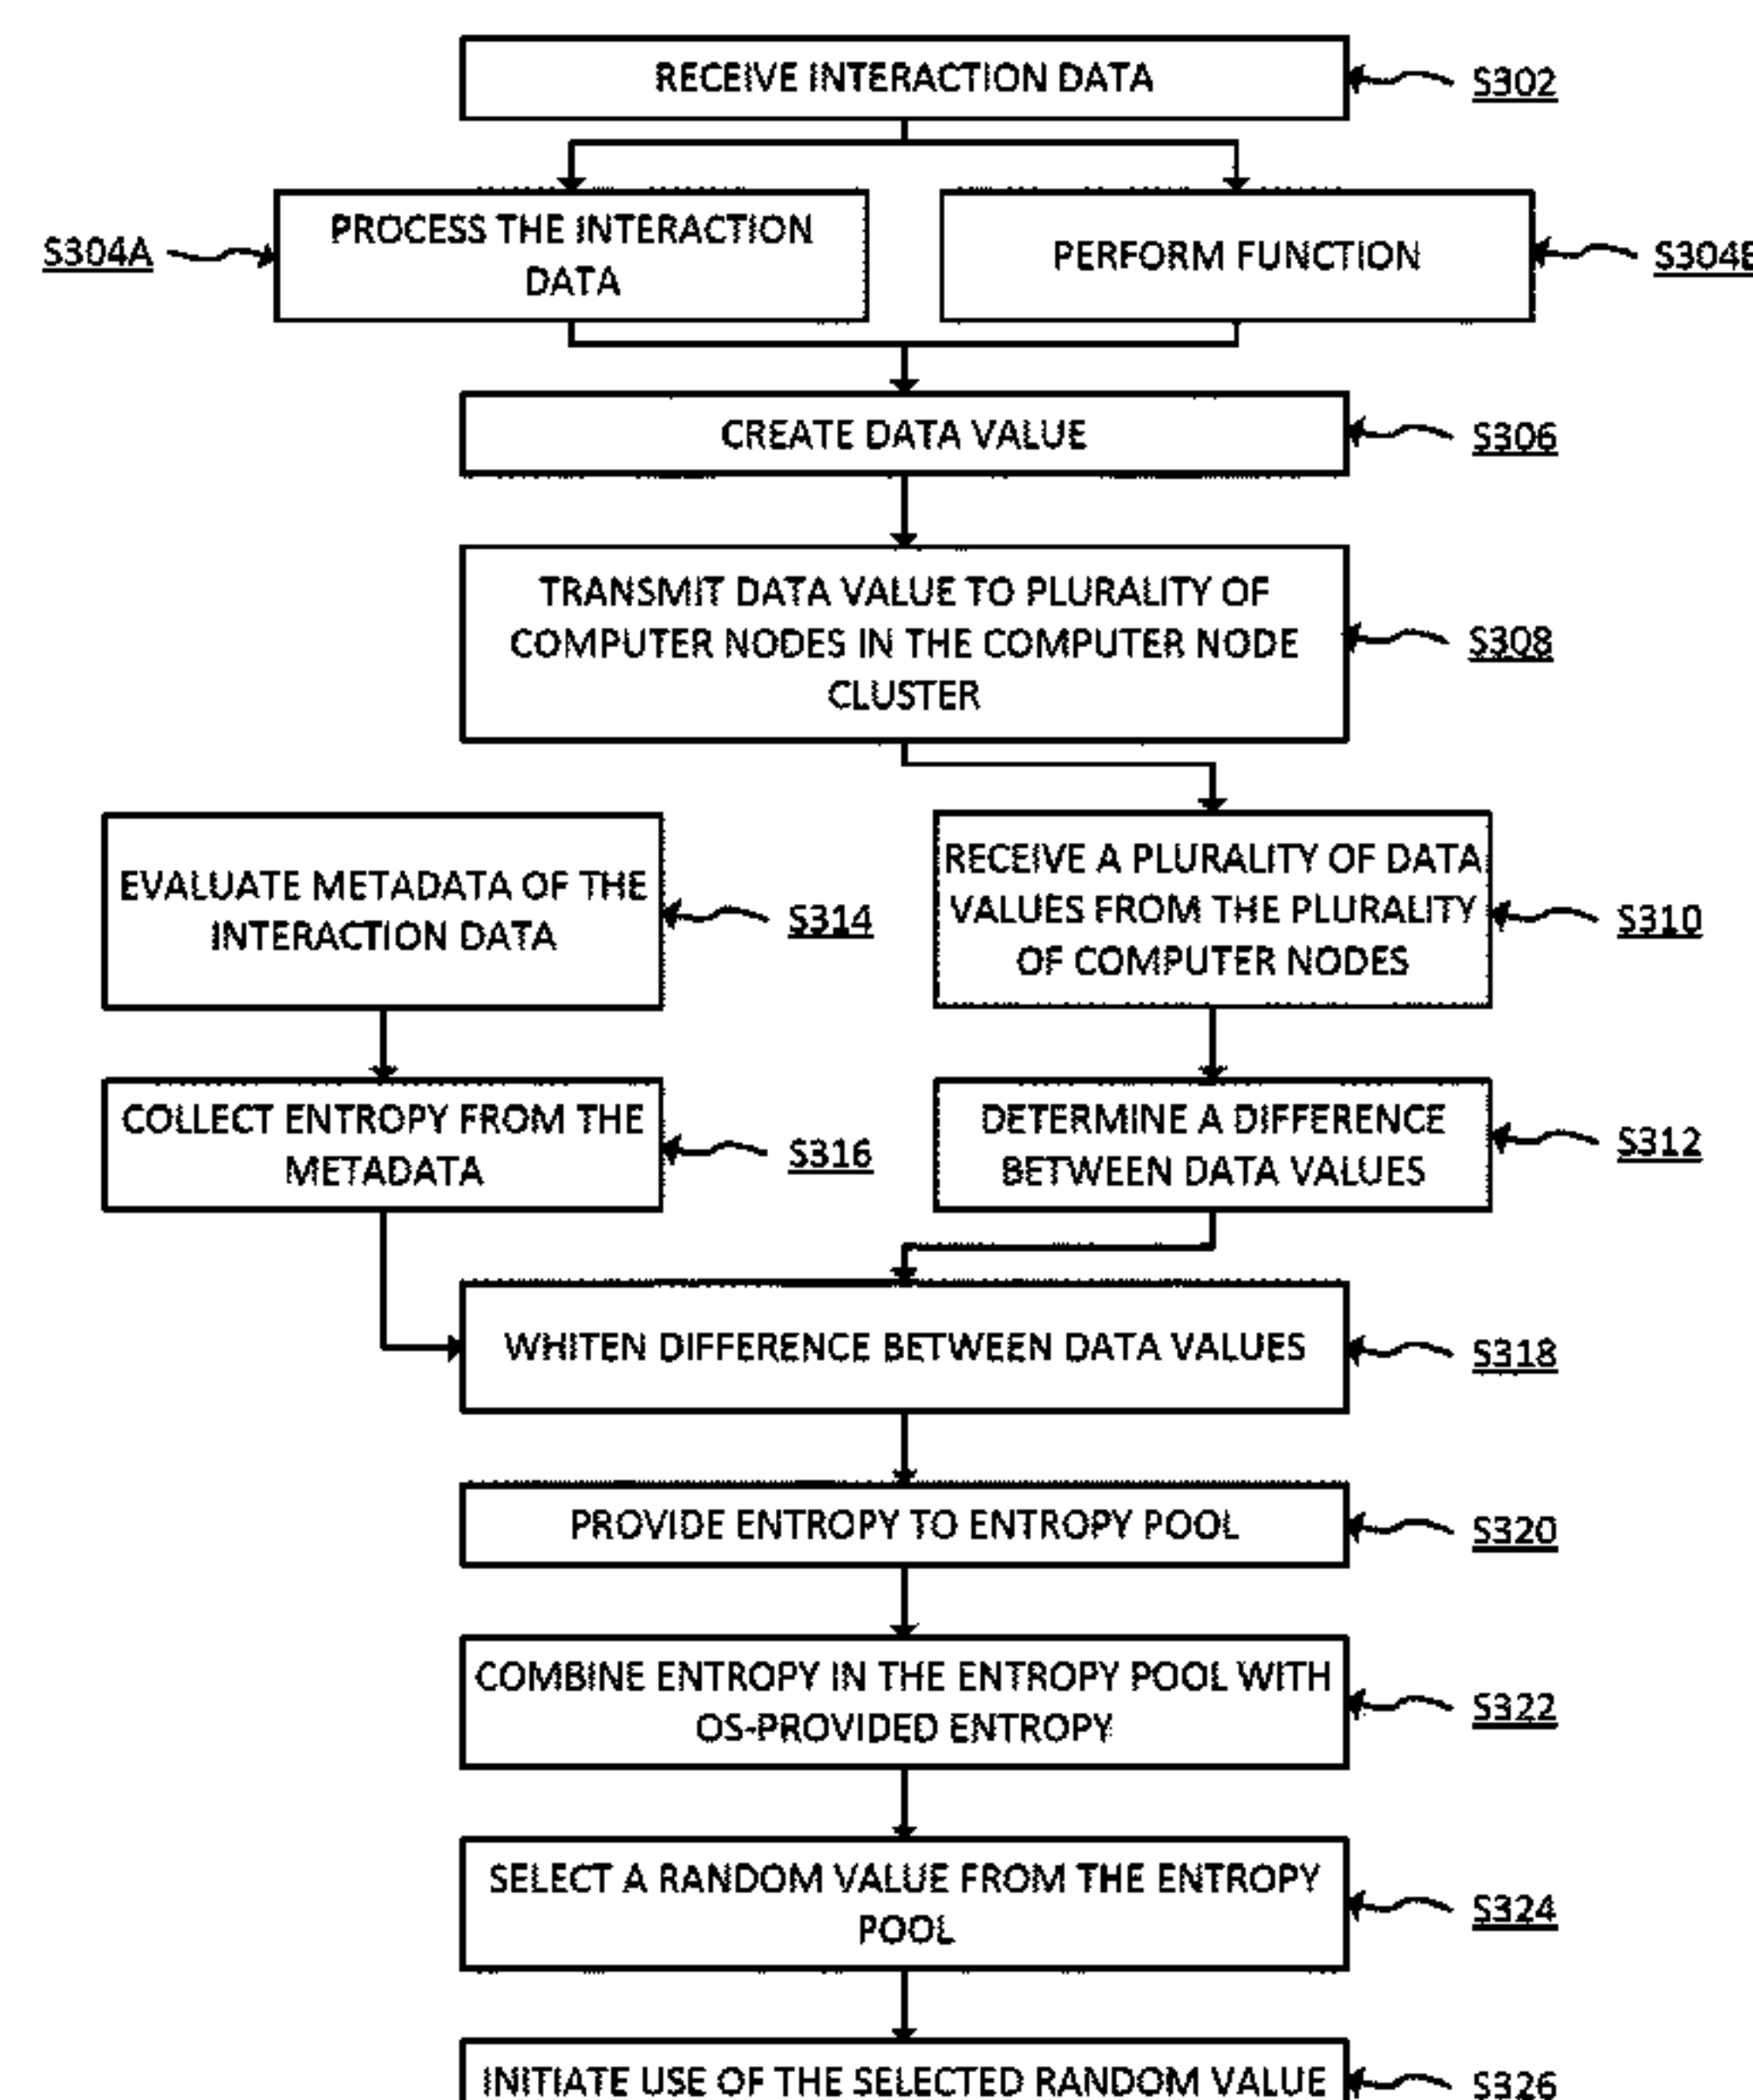 RECEIVE INTERACTION DATA
S302
S304A
PROCESS THE INTERACTION
DATA
PERFORM FUNCTION
S304B
CREATE DATA VALUE
S306
TRANSMIT DATA VALUE TO PLURALITY OF
COMPUTER NODES IN THE COMPUTER NODE
CLUSTER
S308
EVALUATE METADATA OF THE
INTERACTION DATA
S314
RECEIVE A PLURALITY OF DATA
VALUES FROM THE PLURALITY
OF COMPUTER NODES
S310
COLLECT ENTROPY FROM THE
METADATA
S316
DETERMINE A DIFFERENCE
BETWEEN DATA VALUES
S312
WHITEN DIFFERENCE BETWEEN DATA VALUES
S318
PROVIDE ENTROPY TO ENTROPY POOL
S320
COMBINE ENTROPY IN THE ENTROPY POOL WITH
OS-PROVIDED ENTROPY
S322
SELECT A RANDOM VALUE FROM THE ENTROPY
POOL
S324
INITIATE USE OF THE SELECTED RANDOM VALUE
S326